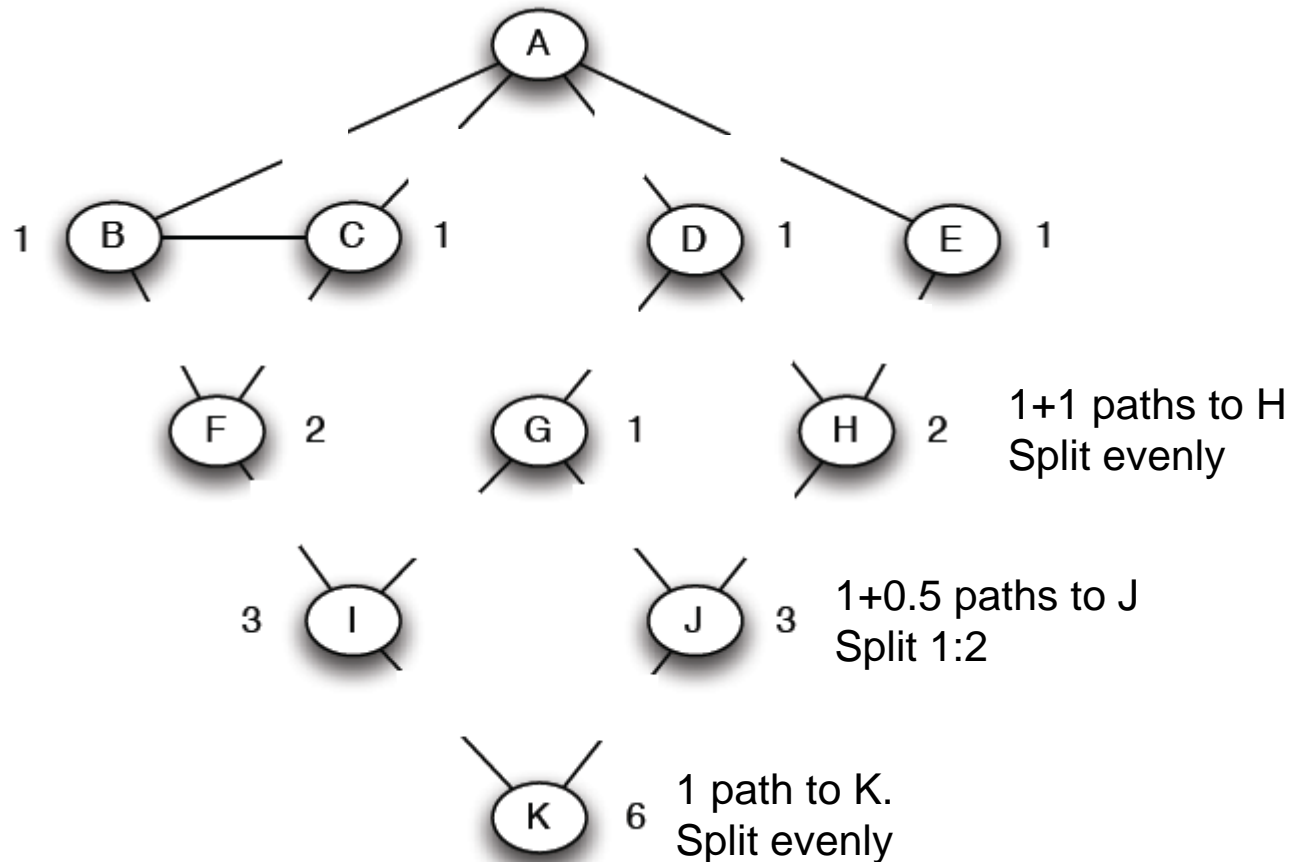 A
1 B C 1 D 1 E 1
F 2 G 1 H 2
1+1 paths to H
Split evenly
3 I J 3
1+0.5 paths to J
Split 1:2
K 6
1 path to K.
Split evenly